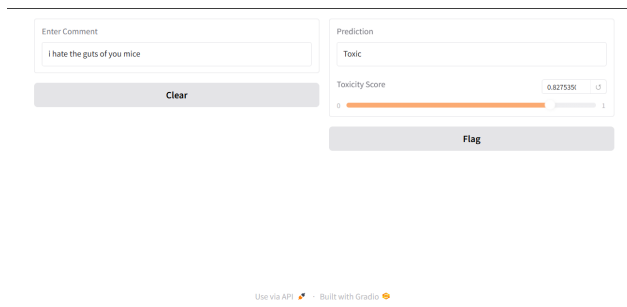 Enter Comment
i hate the guts of you mice
Clear
Prediction
Toxic
Toxicity Score
0.827535
0
1
Flag
Use via API 🚀 · Built with Gradio